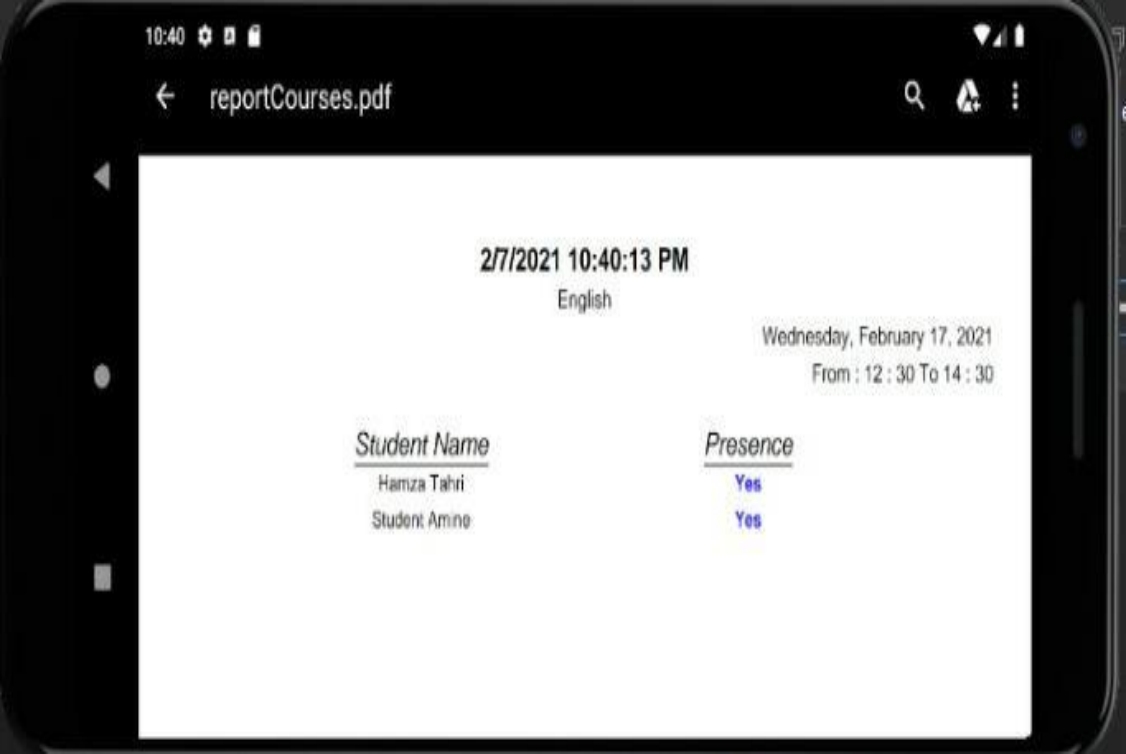 10:40
reportCourses.pdf
2/7/2021 10:40:13 PM
English
Wednesday, February 17, 2021
From : 12 : 30 To 14 : 30
Student Name Presence
Hamza Tahri Yes
Student Amine Yes